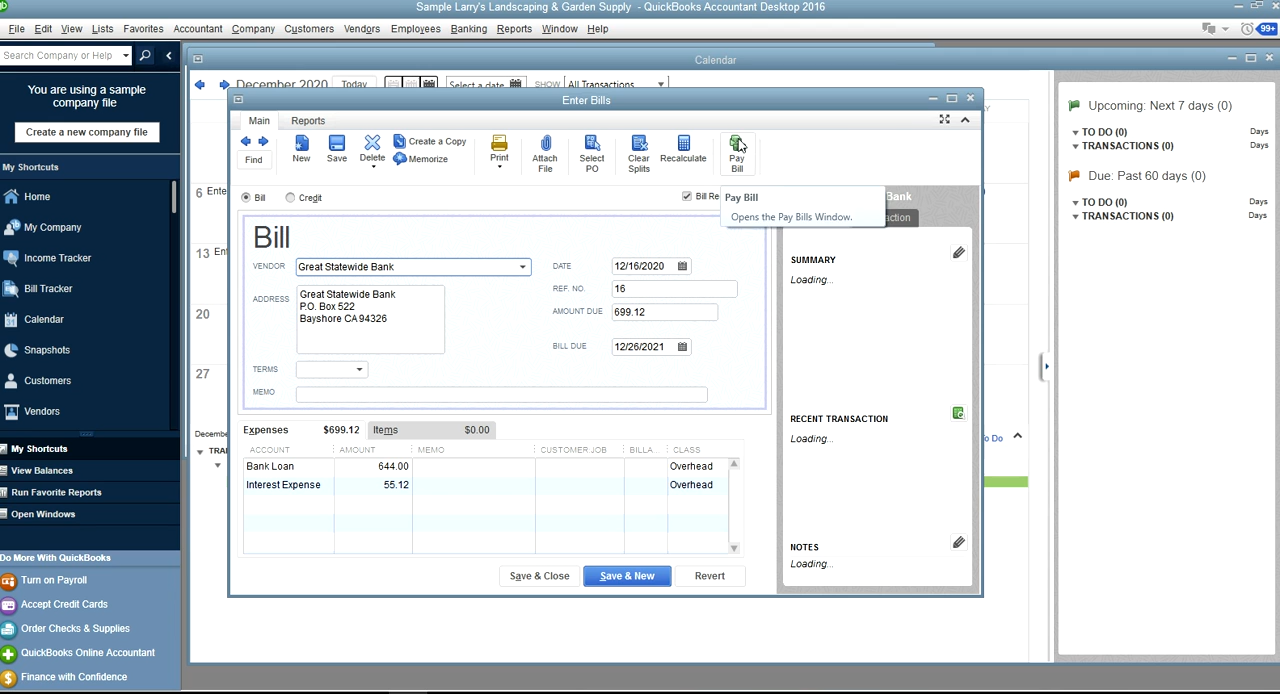 Sample Larry's Landscaping & Garden Supply - QuickBooks Accountant Desktop 2016
File Edit View Lists Favorites Accountant Company Customers Vendors Employees Banking Reports Window Help
99+
Search Company or Help
Calendar
You are using a sample
company file
Create a new company file
My Shortcuts
Home
My Company
Income Tracker
Bill Tracker
Calendar
Snapshots
Customers
Vendors
My Shortcuts
View Balances
Run Favorite Reports
Open Windows
Do More With QuickBooks
Turn on Payroll
Accept Credit Cards
Order Checks & Supplies
QuickBooks Online Accountant
Finance with Confidence
December 2020 Today Select a date SHOW All Transactions
6 Ente
13 Ent
20
27
Decembe
TRA
Enter Bills
Main Reports
Find New Save Delete Create a Copy
Memorize
Print Attach
File Select
PO Clear
Splits Recalculate Pay
Bill
Bill Credit Bill Re
Pay Bill
Opens the Pay Bills Window.
Bank
action
Bill
VENDOR Great Statewide Bank
DATE 12/16/2020
REF. NO. 16
ADDRESS Great Statewide Bank
P.O. Box 522
Bayshore CA 94326
AMOUNT DUE 699.12
BILL DUE 12/26/2021
TERMS
MEMO
Expenses $699.12 Items $0.00
ACCOUNT AMOUNT MEMO CUSTOMER:JOB BILLA... CLASS
Bank Loan 644.00 Overhead
Interest Expense 55.12 Overhead
Save & Close Save & New Revert
SUMMARY
Loading...
RECENT TRANSACTION
Loading...
NOTES
Loading...
o Do
Upcoming: Next 7 days (0)
TO DO (0) Days
TRANSACTIONS (0) Days
Due: Past 60 days (0)
TO DO (0) Days
TRANSACTIONS (0) Days